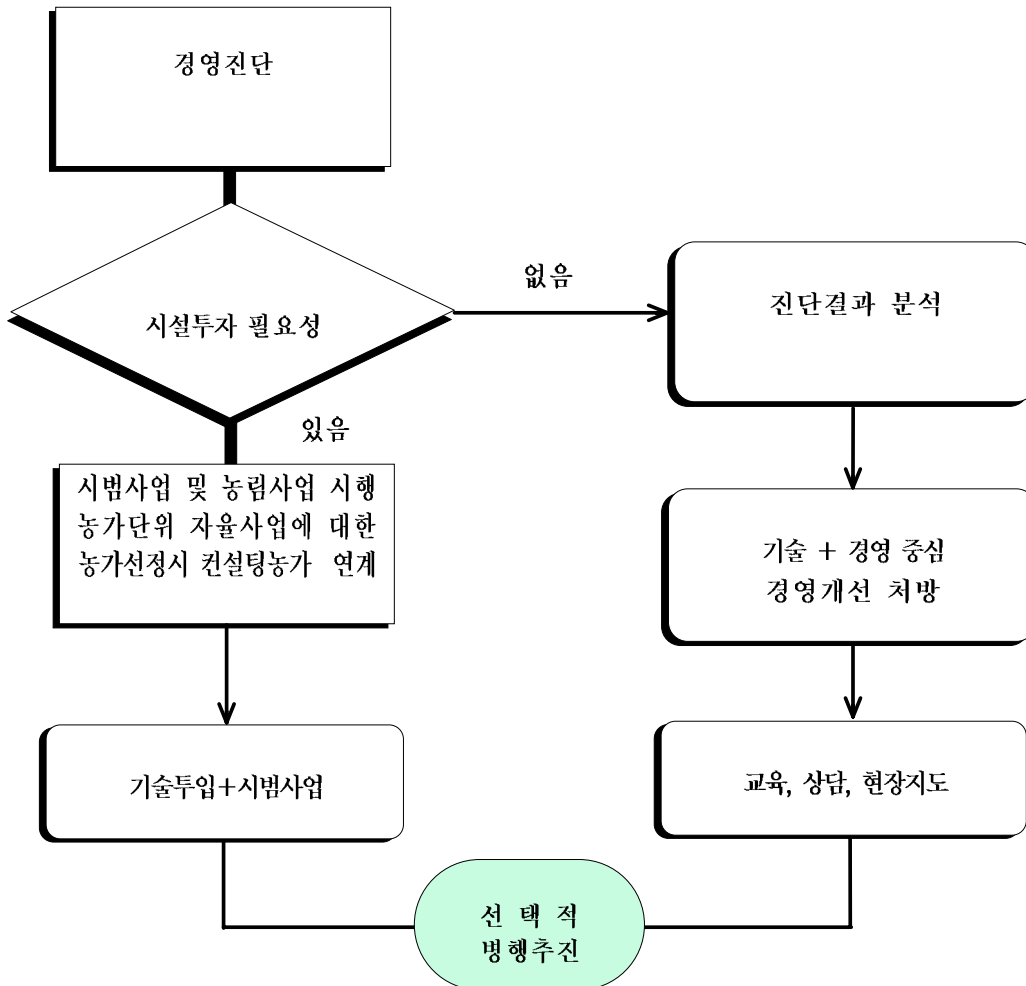 경영진단
시설투자 필요성
없음
진단결과 분석
있음
시범사업 및 농림사업 시행
농가단위 자율사업에 대한
농가선정시 컨설팅농가 연계
기술 + 경영 중심
경영개선 처방
기술투입+시범사업
교육, 상담, 현장지도
선 택 적
병행추진